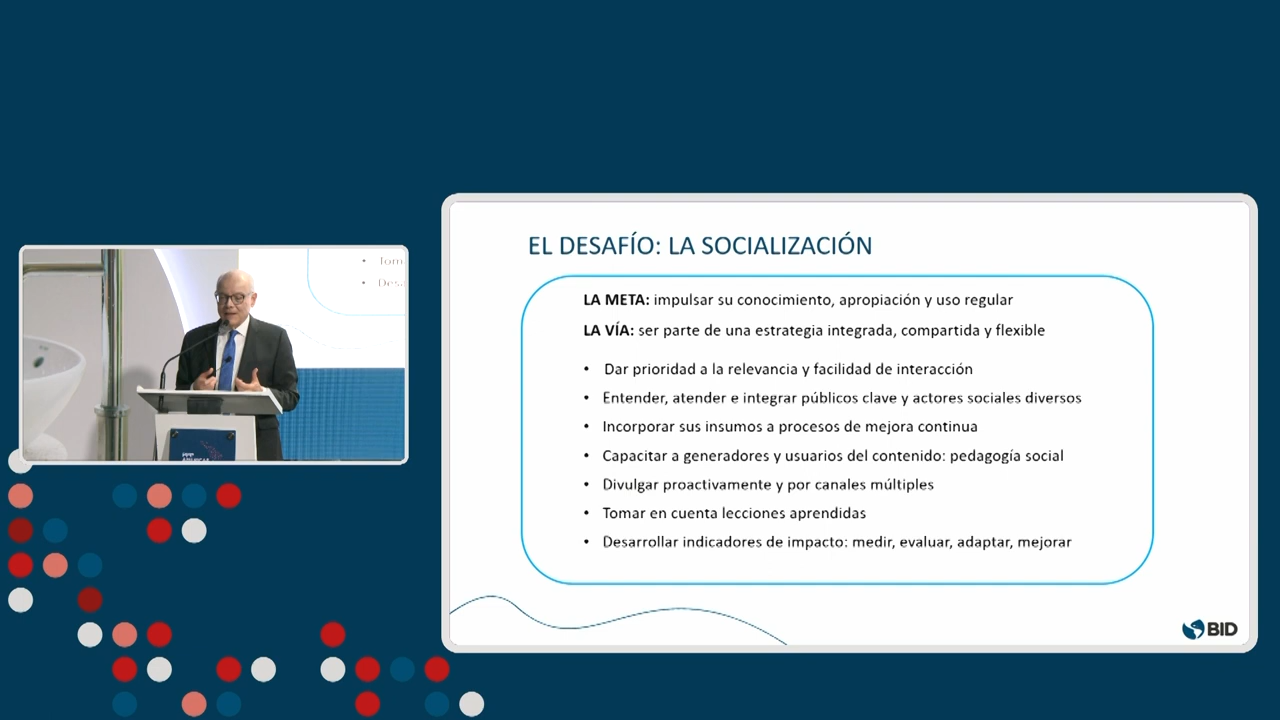 EL DESAFÍO: LA SOCIALIZACIÓN
LA META: impulsar su conocimiento, apropiación y uso regular
LA VÍA: ser parte de una estrategia integrada, compartida y flexible
• Dar prioridad a la relevancia y facilidad de interacción
• Entender, atender e integrar públicos clave y actores sociales diversos
• Incorporar sus insumos a procesos de mejora continua
• Capacitar a generadores y usuarios del contenido: pedagogía social
• Divulgar proactivamente y por canales múltiples
• Tomar en cuenta lecciones aprendidas
• Desarrollar indicadores de impacto: medir, evaluar, adaptar, mejorar
BID
• Tom
• Desa